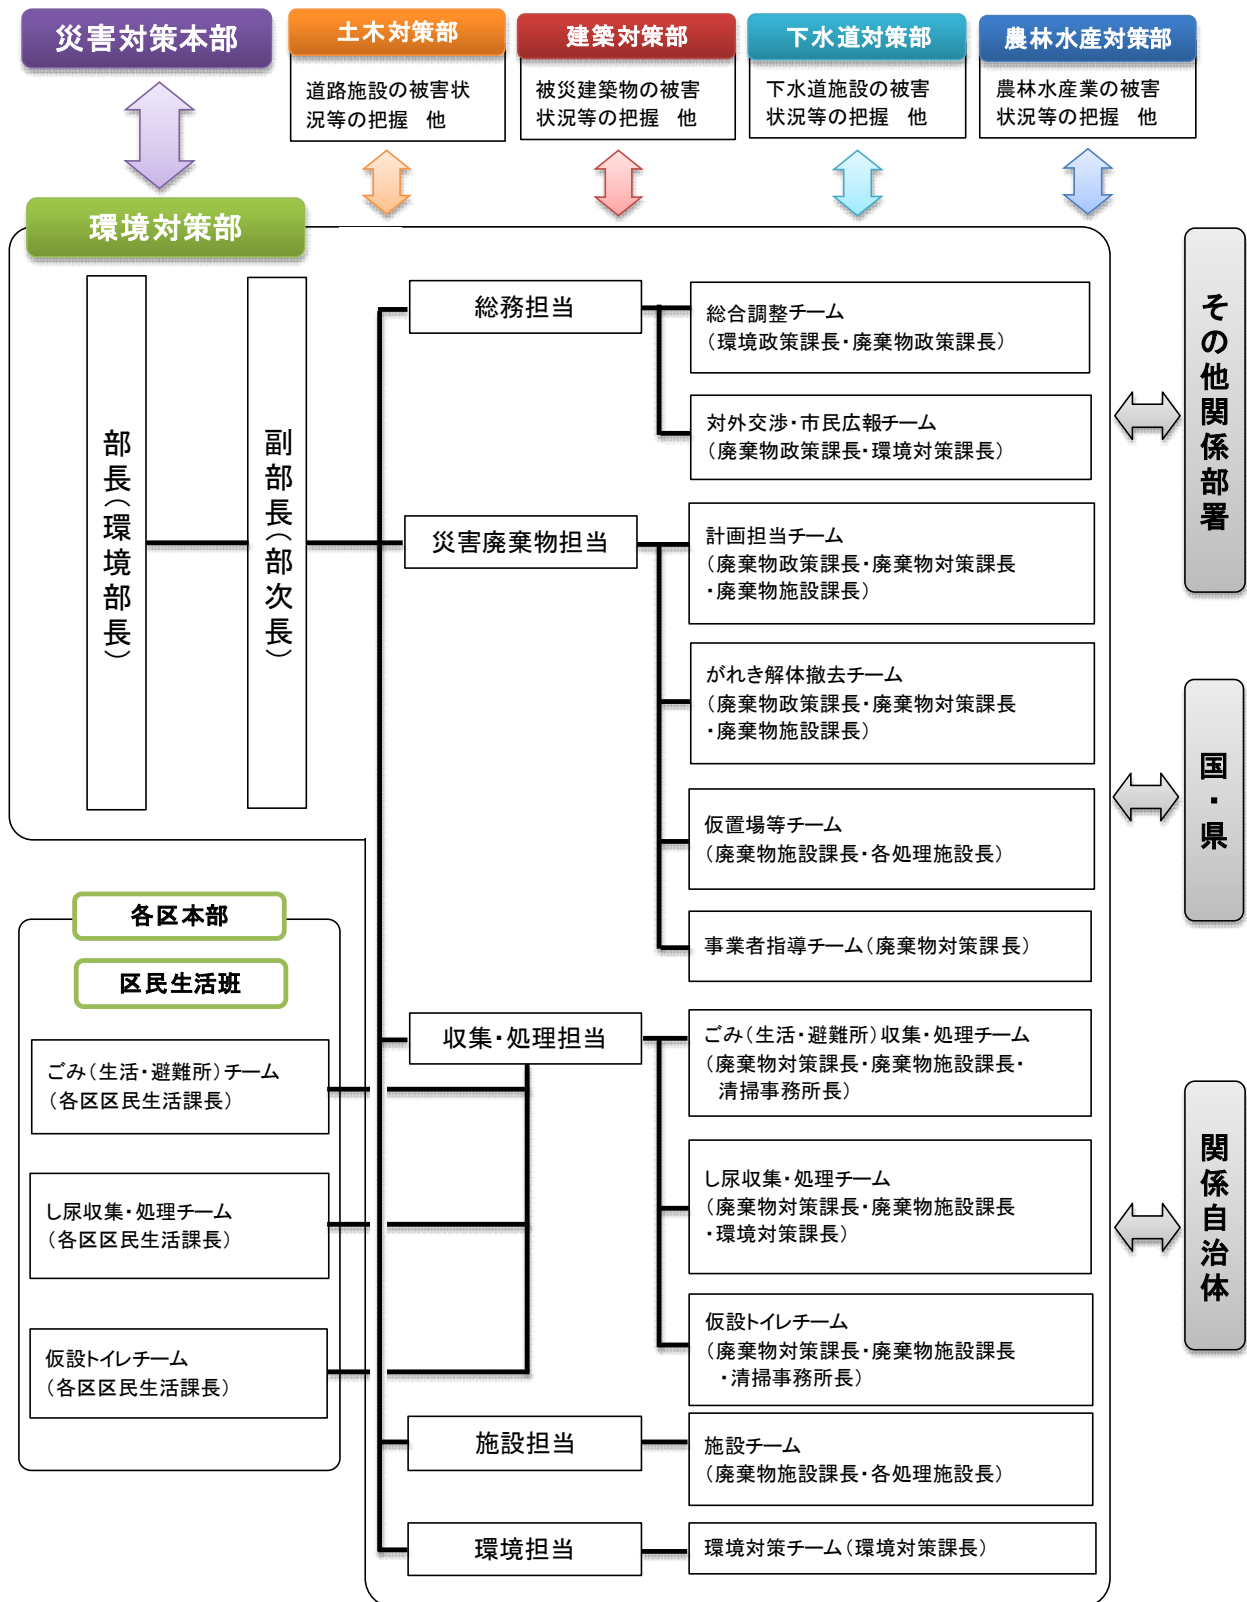 災害対策本部
土木対策部
道路施設の被害状
況等の把握　他
建築対策部
被災建築物の被害
状況等の把握　他
下水道対策部
下水道施設の被害
状況等の把握　他
農林水産対策部
農林水産業の被害
状況等の把握　他
環境対策部
部長（環境部長）
副部長（部次長）
総務担当
総合調整チーム
（環境政策課長・廃棄物政策課長）
対外交渉・市民広報チーム
（廃棄物政策課長・環境対策課長）
災害廃棄物担当
計画担当チーム
（廃棄物政策課長・廃棄物対策課長
・廃棄物施設課長）
がれき解体撤去チーム
（廃棄物政策課長・廃棄物対策課長
・廃棄物施設課長）
仮置場等チーム
（廃棄物施設課長・各処理施設長）
事業者指導チーム（廃棄物対策課長）
収集・処理担当
ごみ（生活・避難所）収集・処理チーム
（廃棄物対策課長・廃棄物施設課長・
清掃事務所長）
し尿収集・処理チーム
（廃棄物対策課長・廃棄物施設課長
・環境対策課長）
仮設トイレチーム
（廃棄物対策課長・廃棄物施設課長
・清掃事務所長）
施設担当
施設チーム
（廃棄物施設課長・各処理施設長）
環境担当
環境対策チーム（環境対策課長）
各区本部
区民生活班
ごみ（生活・避難所）チーム
（各区区民生活課長）
し尿収集・処理チーム
（各区区民生活課長）
仮設トイレチーム
（各区区民生活課長）
その他関係部署
国・県
関係自治体